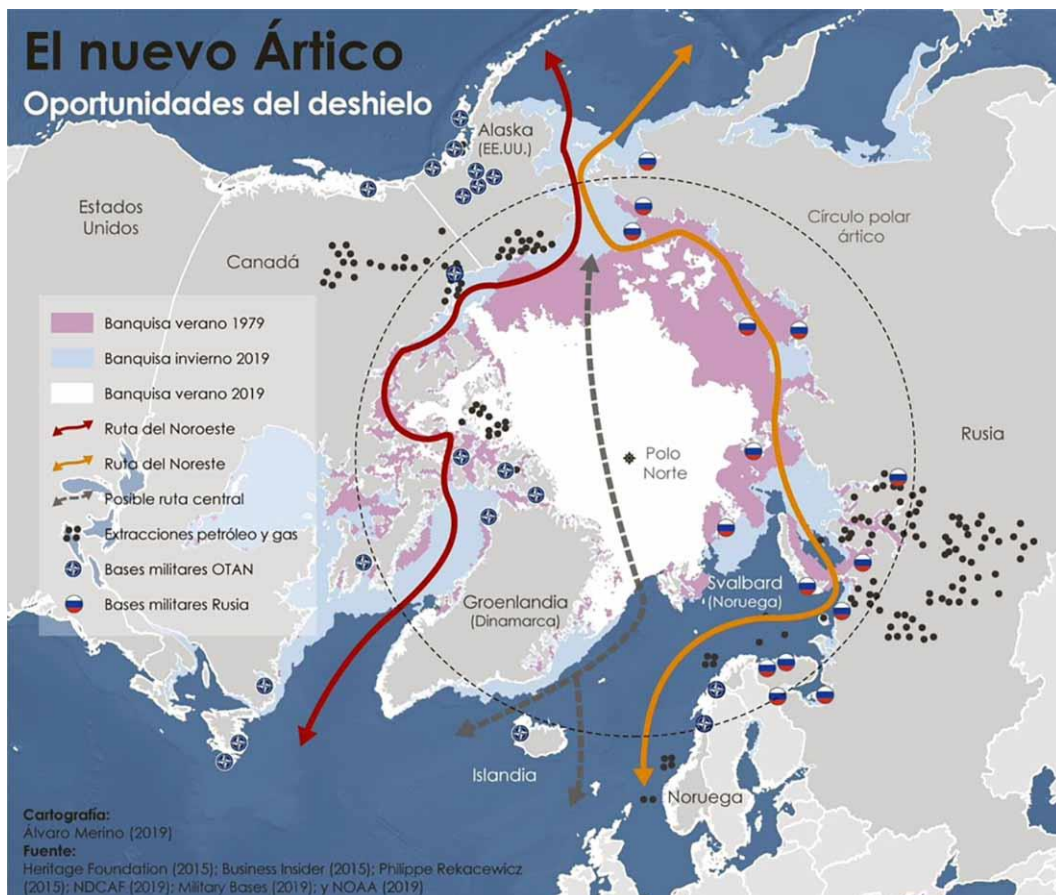 El nuevo Ártico
Oportunidades del deshielo
Alaska
(EE.UU.)
Estados
Unidos
Canadá
Círculo polar
ártico
Banquisa verano 1979
Banquisa invierno 2019
Banquisa verano 2019
Ruta del Noroeste
Ruta del Noreste
Posible ruta central
Extracciones petróleo y gas
Bases militares OTAN
Bases militares Rusia
Polo
Norte
Rusia
Svalbard
(Noruega)
Groenlandia
(Dinamarca)
Islandia
Noruega
Cartografía:
Álvaro Merino (2019)
Fuente:
Heritage Foundation (2015); Business Insider (2015); Philippe Rekacewicz
(2015); NDCAF (2019); Military Bases (2019); y NOAA (2019)